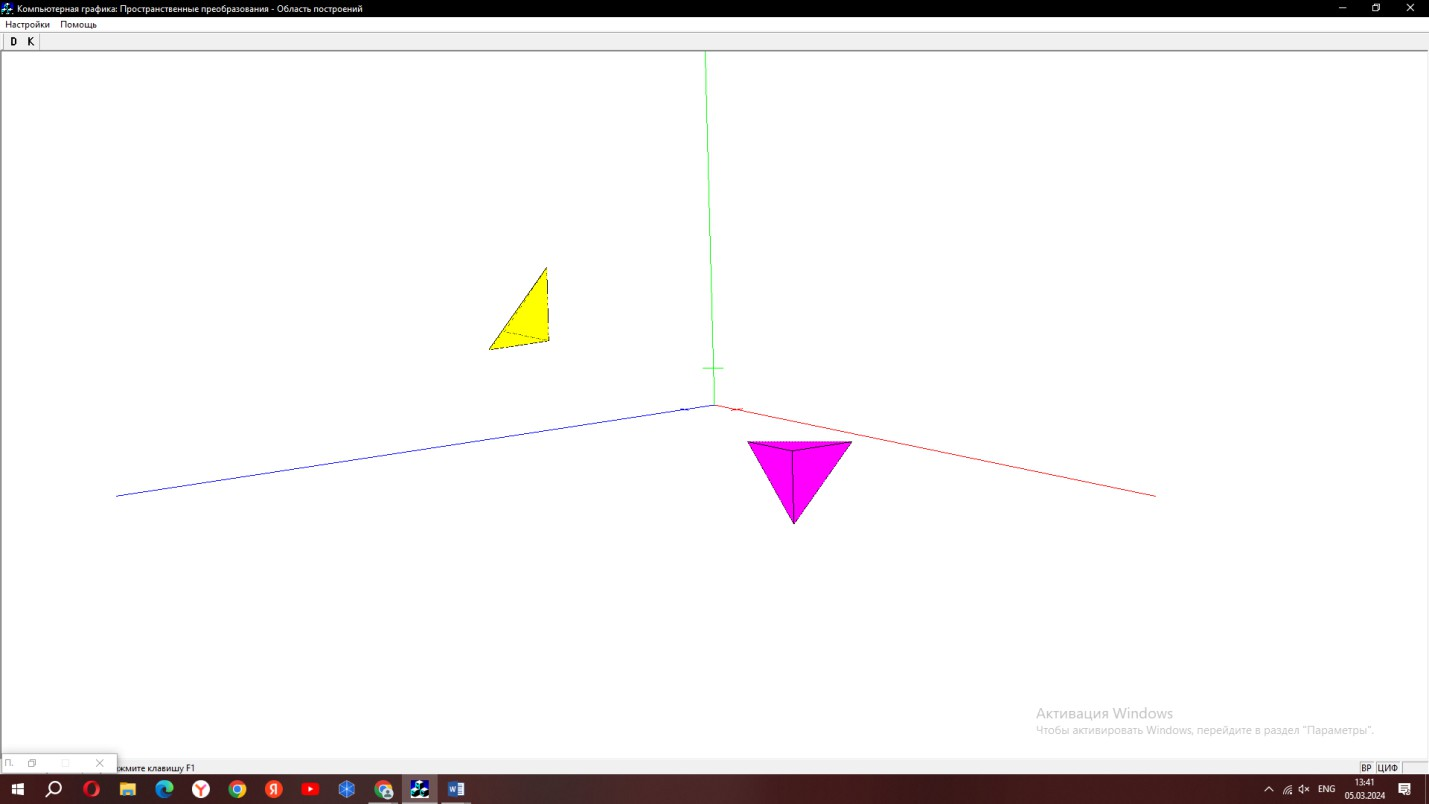 Компьютерная графика: Пространственные преобразования - Область построений
Настройки Помощь
D K
Активация Windows
Чтобы активировать Windows, перейдите в раздел "Параметры".
П.
жмите клавишу F1
ВР ЦИФ
Я
W
ENG
13:41
05.03.2024